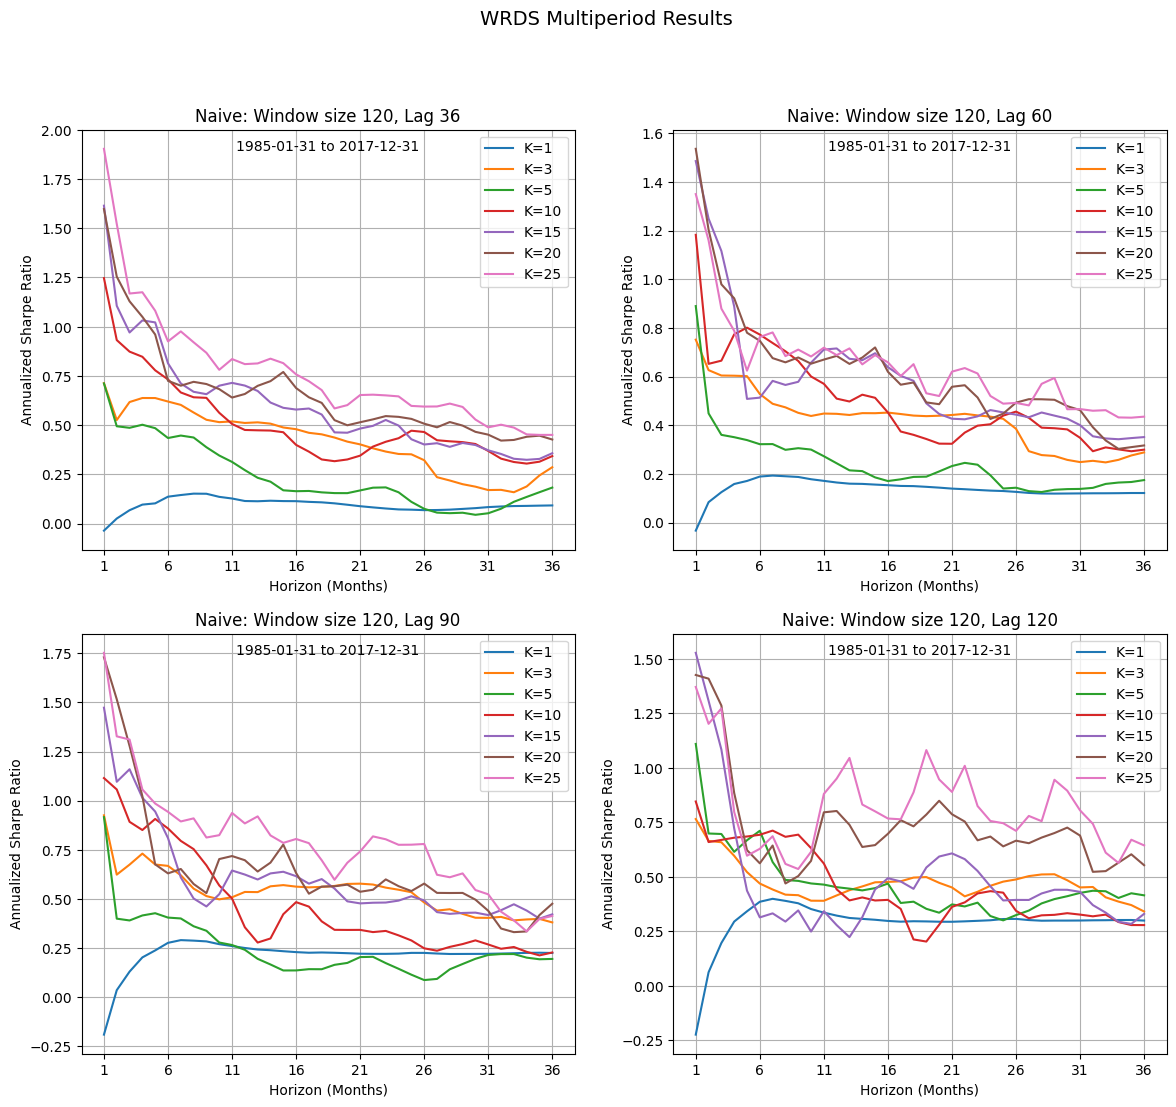 WRDS Multiperiod Results
Naive: Window size 120, Lag 36
1985-01-31 to 2017-12-31
K=1
K=3
K=5
K=10
K=15
K=20
K=25
2.00
1.75
1.50
1.25
1.00
0.75
0.50
0.25
0.00
Annualized Sharpe Ratio
1 6 11 16 21 26 31 36
Horizon (Months)
Naive: Window size 120, Lag 60
1985-01-31 to 2017-12-31
K=1
K=3
K=5
K=10
K=15
K=20
K=25
1.6
1.4
1.2
1.0
0.8
0.6
0.4
0.2
0.0
Annualized Sharpe Ratio
1 6 11 16 21 26 31 36
Horizon (Months)
Naive: Window size 120, Lag 90
1985-01-31 to 2017-12-31
K=1
K=3
K=5
K=10
K=15
K=20
K=25
1.75
1.50
1.25
1.00
0.75
0.50
0.25
0.00
−0.25
Annualized Sharpe Ratio
1 6 11 16 21 26 31 36
Horizon (Months)
Naive: Window size 120, Lag 120
1985-01-31 to 2017-12-31
K=1
K=3
K=5
K=10
K=15
K=20
K=25
1.50
1.25
1.00
0.75
0.50
0.25
0.00
−0.25
Annualized Sharpe Ratio
1 6 11 16 21 26 31 36
Horizon (Months)